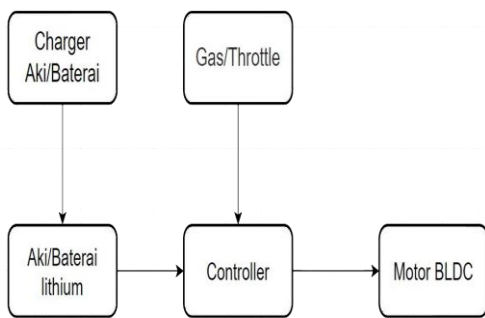 Charger
Aki/Baterai
Gas/Throttle
Aki/Baterai
lithium
Controller
Motor BLDC